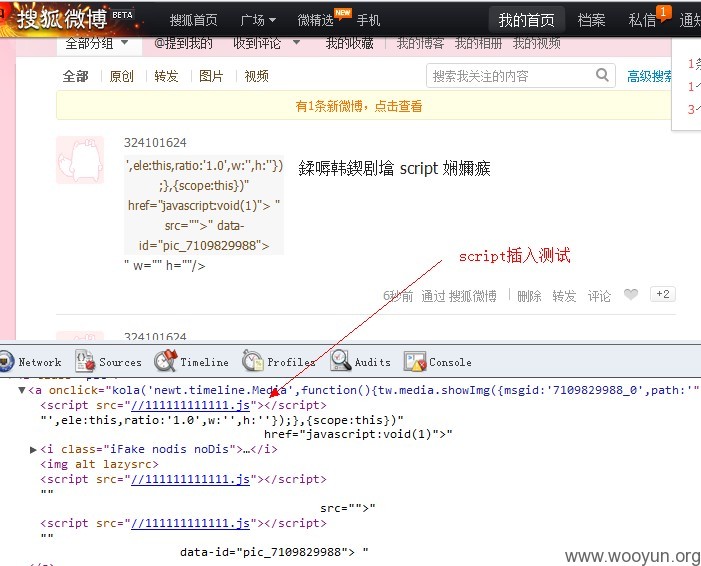 搜狐微博 BETA 搜狐首页 广场 微精选 NEW 手机 我的首页 档案 私信 1 通知
全部分组 @提到我的 收到评论 我的收藏 我的博客 我的相册 我的视频
1条
全部 原创 转发 图片 视频 搜索我关注的内容 高级搜索
1个
有1条新微博，点击查看
3个
324101624
',ele:this,ratio:'1.0',w:'',h:''})
;},{scope:this})"
href="javascript:void(1)"> "
src="">" data-
id="pic_7109829988">
" w="" h=""/>
script
script插入测试
6秒前 通过 搜狐微博 删除 转发 评论 +2
324101624
Network Sources Timeline Profiles Audits Console
<a onclick="kola('newt.timeline.Media',function(){tw.media.showImg({msgid:'7109829988_0',path:'"
<script src="//111111111111.js"></script>
"',ele:this,ratio:'1.0',w:'',h:''});},{scope:this})"
href="javascript:void(1)">"
<i class="iFake nodis noDis">…</i>
<img alt lazysrc>
<script src="//111111111111.js"></script>
""
src="">"
<script src="//111111111111.js"></script>
""
data-id="pic_7109829988"> "
www.wooyun.org